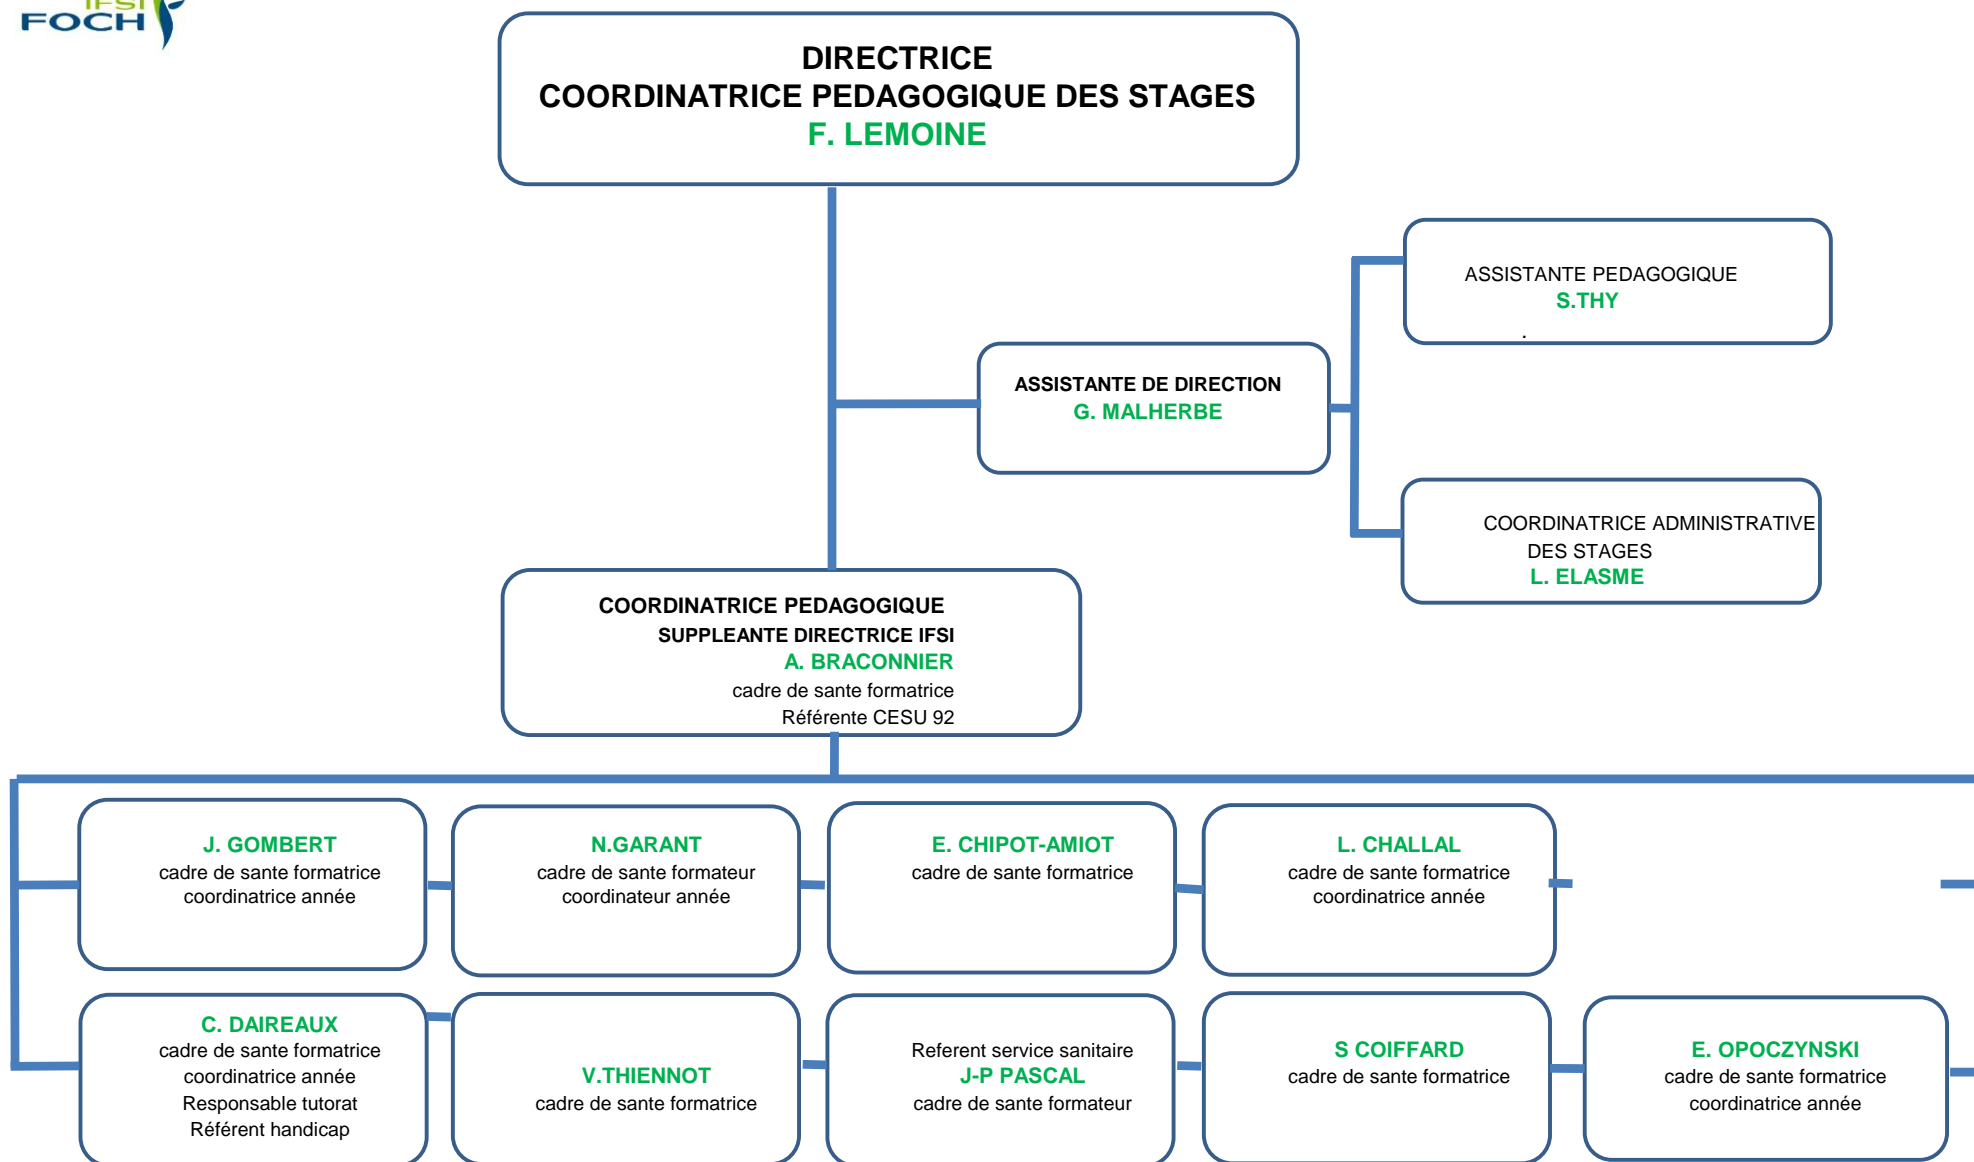 IFSI
FOCH
DIRECTRICE
COORDINATRICE PEDAGOGIQUE DES STAGES
F. LEMOINE
ASSISTANTE PEDAGOGIQUE
S.THY
.
ASSISTANTE DE DIRECTION
G. MALHERBE
COORDINATRICE ADMINISTRATIVE
DES STAGES
L. ELASME
COORDINATRICE PEDAGOGIQUE
SUPPLEANTE DIRECTRICE IFSI
A. BRACONNIER
cadre de sante formatrice
Référente CESU 92
J. GOMBERT
cadre de sante formatrice
coordinatrice année
N.GARANT
cadre de sante formateur
coordinateur année
E. CHIPOT-AMIOT
cadre de sante formatrice
L. CHALLAL
cadre de sante formatrice
coordinatrice année
C. DAIREAUX
cadre de sante formatrice
coordinatrice année
Responsable tutorat
Référent handicap
V.THIENNOT
cadre de sante formatrice
Referent service sanitaire
J-P PASCAL
cadre de sante formateur
S COIFFARD
cadre de sante formatrice
E. OPOCZYNSKI
cadre de sante formatrice
coordinatrice année